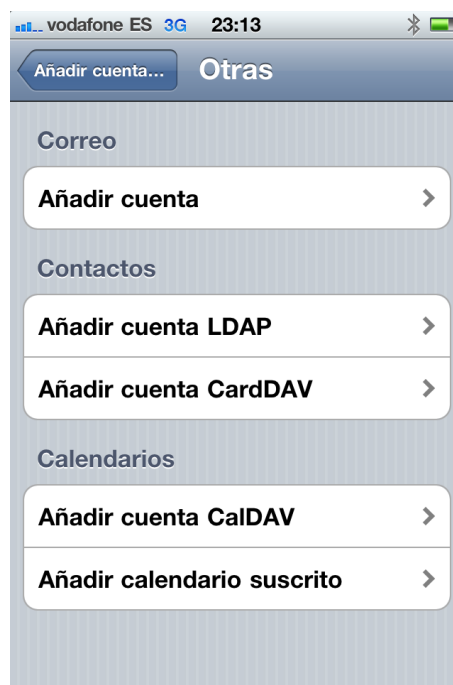 vodafone ES 3G 23:13
Añadir cuenta... Otras
Correo
Añadir cuenta
Contactos
Añadir cuenta LDAP
Añadir cuenta CardDAV
Calendarios
Añadir cuenta CalDAV
Añadir calendario suscrito